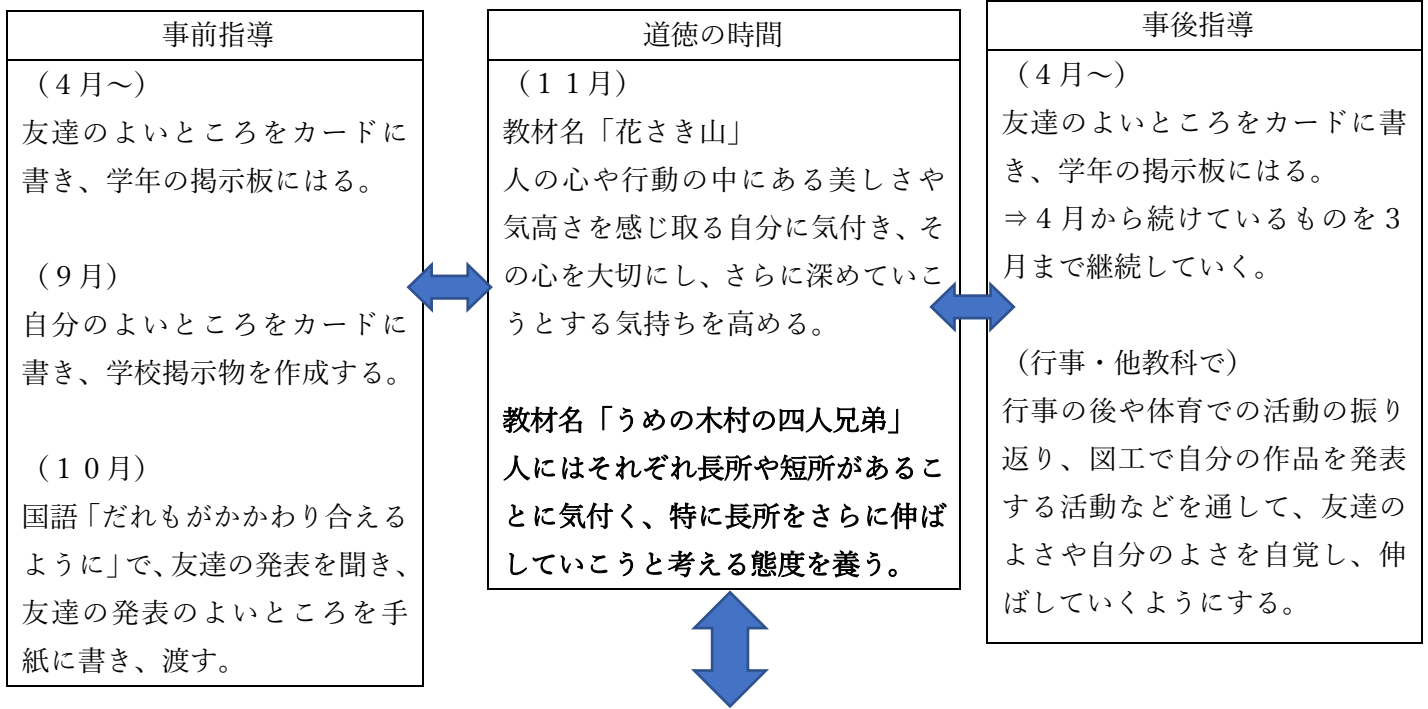 事前指導
（４月～）
友達のよいところをカードに
書き、学年の掲示板にはる。
（９月）
自分のよいところをカードに
書き、学校掲示物を作成する。
（１０月）
国語「だれもがかかわり合える
ように」で、友達の発表を聞き、
友達の発表のよいところを手
紙に書き、渡す。
道徳の時間
（１１月）
教材名「花さき山」
人の心や行動の中にある美しさや
気高さを感じ取る自分に気付き、そ
の心を大切にし、さらに深めていこ
うとする気持ちを高める。
教材名「うめの木村の四人兄弟」
人にはそれぞれ長所や短所があるこ
とに気付く、特に長所をさらに伸ば
していこうと考える態度を養う。
事後指導
（４月～）
友達のよいところをカードに書
き、学年の掲示板にはる。
⇒４月から続けているものを３
月まで継続していく。
（行事・他教科で）
行事の後や体育での活動の振り
返り、図工で自分の作品を発表
する活動などを通して、友達の
よさや自分のよさを自覚し、伸
ばしていくようにする。